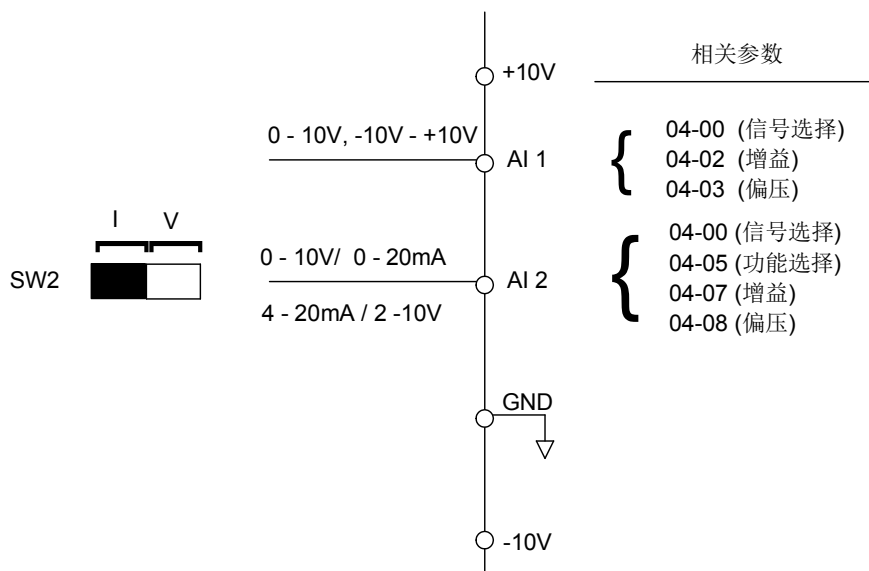 相关参数
+10V
0 - 10V, -10V - +10V
AI 1
04-00 (信号选择)
04-02 (增益)
04-03 (偏压)
I V
SW2
0 - 10V/ 0 - 20mA
4 - 20mA / 2 -10V
AI 2
04-00 (信号选择)
04-05 (功能选择)
04-07 (增益)
04-08 (偏压)
GND
-10V